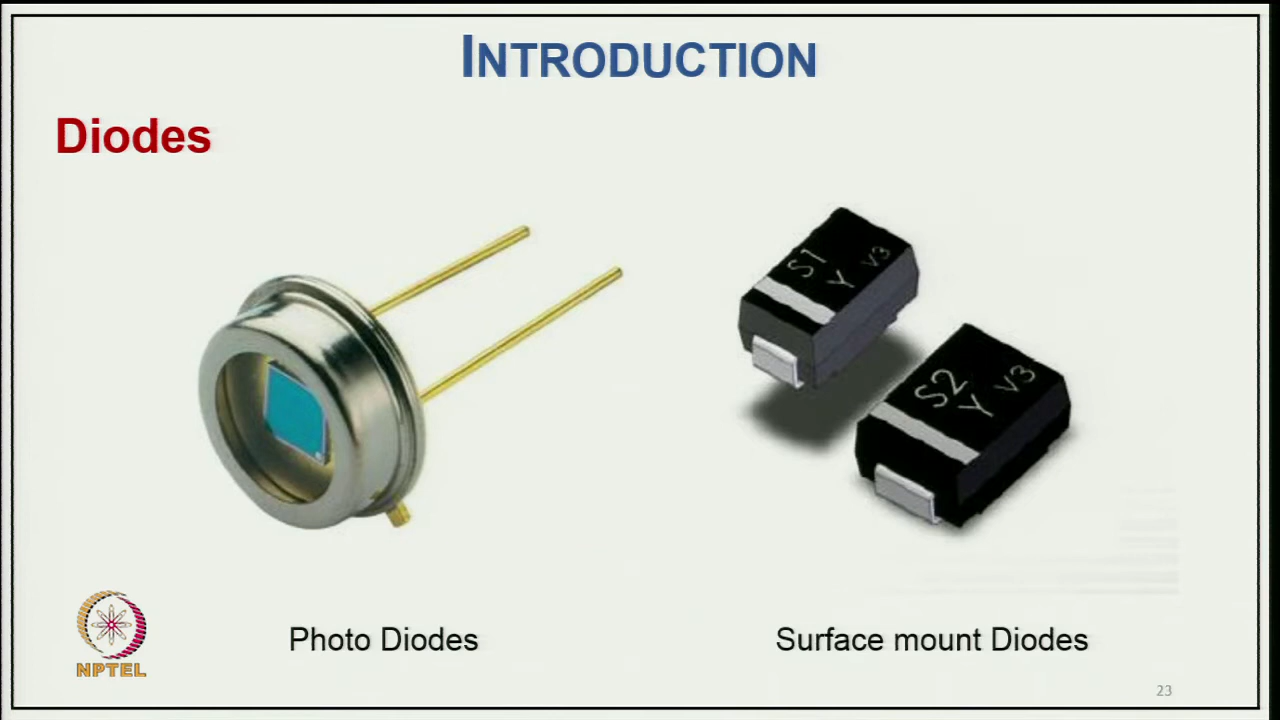 INTRODUCTION
Diodes
S1
Y V3
S2
Y V3
NPTEL
Photo Diodes
Surface mount Diodes
23